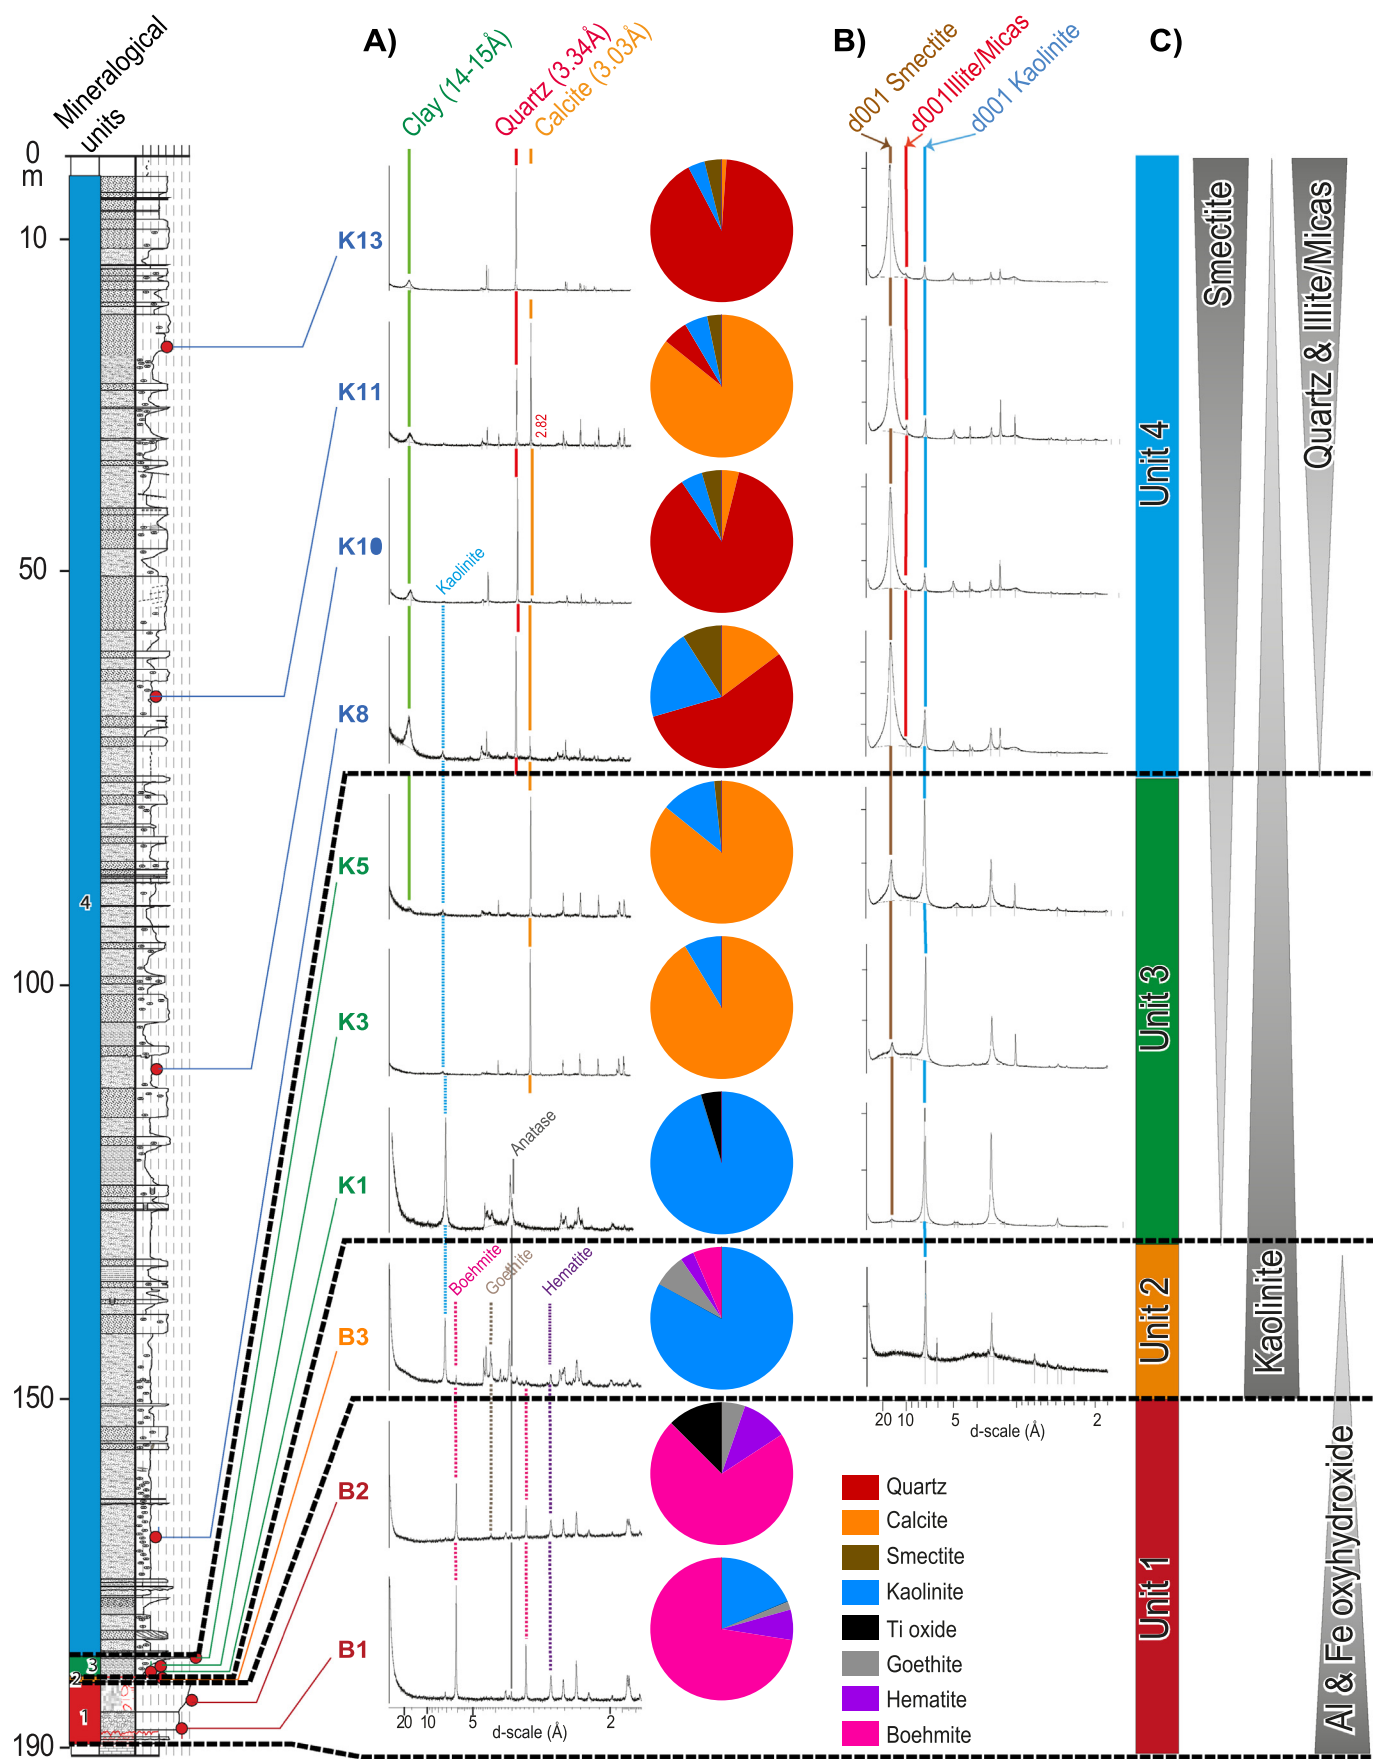 Mineralogical
units
A)
Clay (14-15Å)
Quartz (3.34Å)
Calcite (3.03Å)
B)
d001 Smectite
d001Illite/Micas
d001 Kaolinite
C)
0
m
10
50
100
150
190
4
3
2
1
K13
K11
K10
K8
K5
K3
K1
B3
B2
B1
2.82
Kaolinite
Anatase
Boehmite
Goethite
Hematite
20 10 5 2
d-scale (Å)
20 10 5 2
d-scale (Å)
Quartz
Calcite
Smectite
Kaolinite
Ti oxide
Goethite
Hematite
Boehmite
Unit 4
Unit 3
Unit 2
Unit 1
Smectite
Kaolinite
Quartz & Illite/Micas
Al & Fe oxyhydroxide